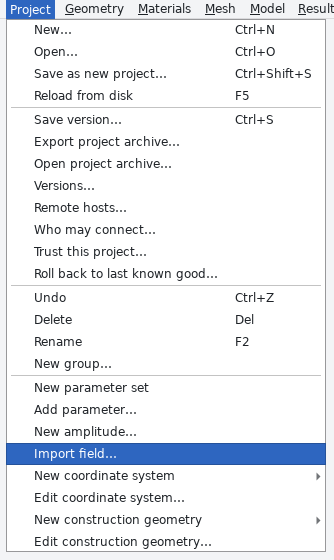 Project Geometry Materials Mesh Model Result
New... Ctrl+N
Open... Ctrl+O
Save as new project... Ctrl+Shift+S
Reload from disk F5
Save version... Ctrl+S
Export project archive...
Open project archive...
Versions...
Remote hosts...
Who may connect...
Trust this project...
Roll back to last known good...
Undo Ctrl+Z
Delete Del
Rename F2
New group...
New parameter set
Add parameter...
New amplitude...
Import field...
New coordinate system
Edit coordinate system...
New construction geometry
Edit construction geometry...